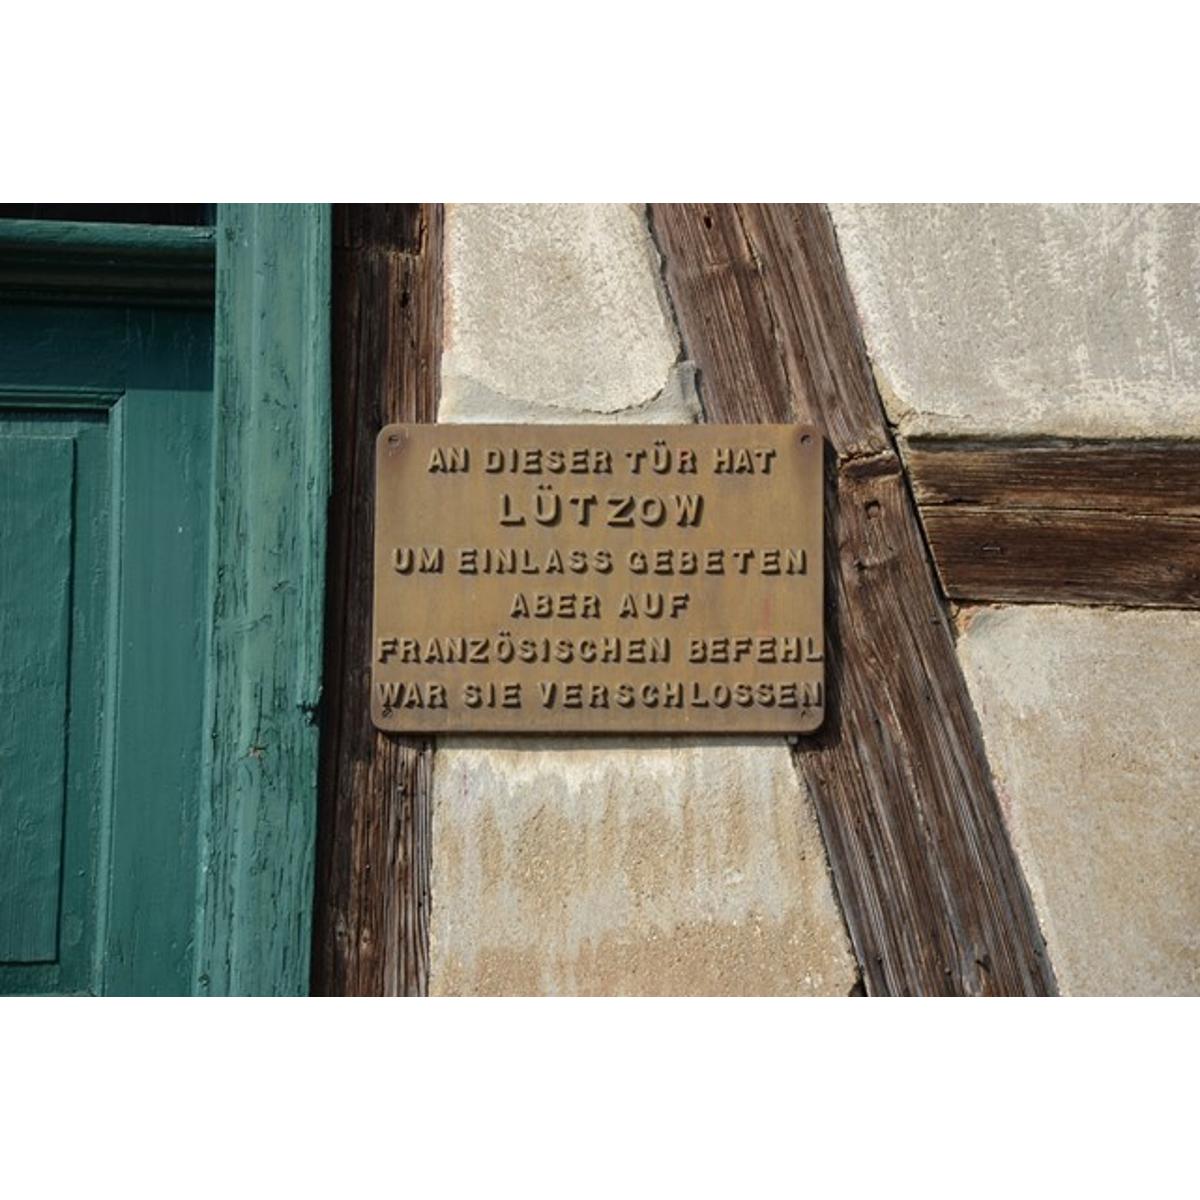 AN DIESER TÜR HAT
LÜTZOW
UM EINLASS GEBETEN
ABER AUF
FRANZÖSISCHEN BEFEHL
WAR SIE VERSCHLOSSEN